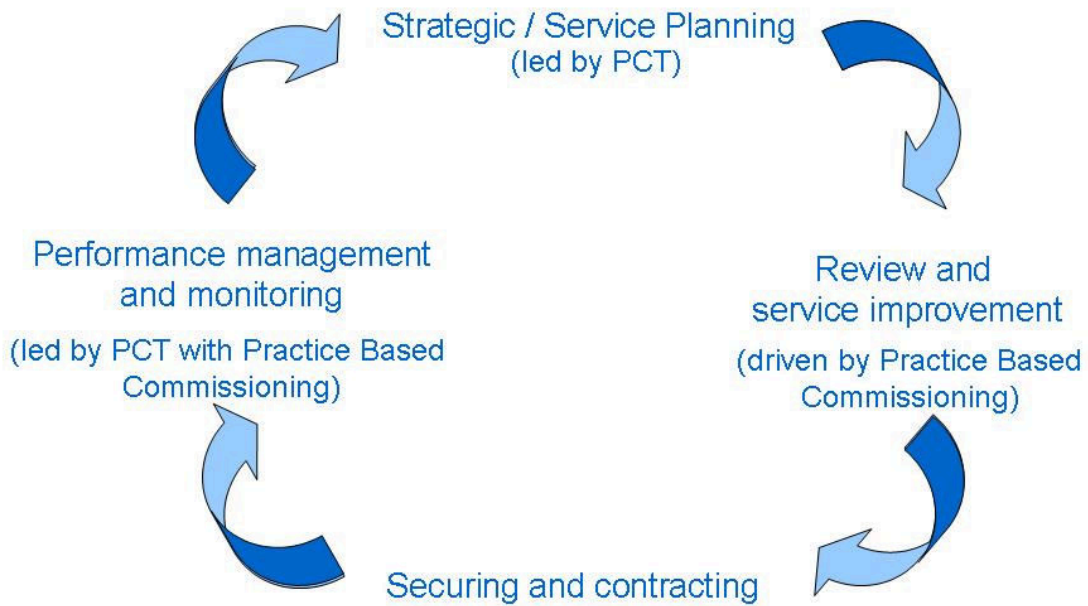 Strategic / Service Planning
(led by PCT)
Performance management
and monitoring
(led by PCT with Practice Based
Commissioning)
Review and
service improvement
(driven by Practice Based
Commissioning)
Securing and contracting